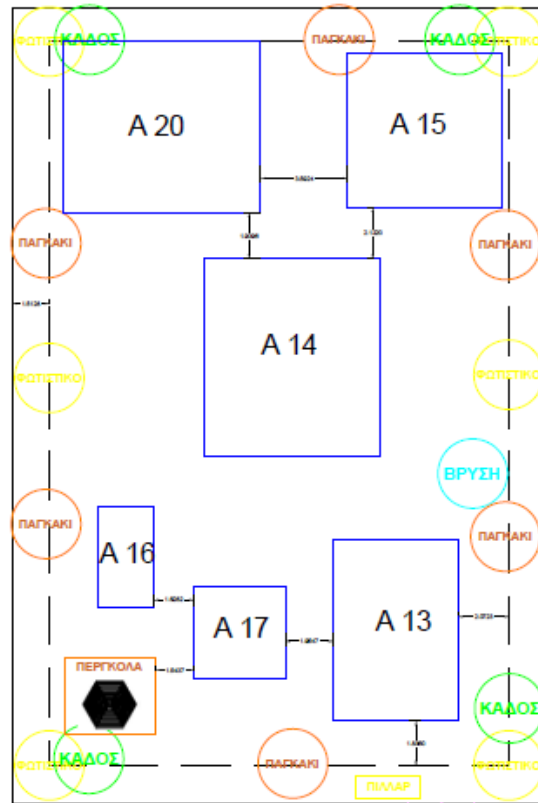 ΦΩΤΙΣΤΙΚΟ ΚΑΔΟΣ ΠΑΓΚΑΚΙ ΚΑΔΟΣ ΦΩΤΙΣΤΙΚΟ
A 20 A 15
ΠΑΓΚΑΚΙ ΠΑΓΚΑΚΙ
A 14
ΦΩΤΙΣΤΙΚΟ ΦΩΤΙΣΤΙΚΟ
ΒΡΥΣΗ
ΠΑΓΚΑΚΙ ΠΑΓΚΑΚΙ
A 16
A 17 A 13
ΠΕΡΓΚΟΛΑ
ΚΑΔΟΣ
ΦΩΤΙΣΤΙΚΟ ΚΑΔΟΣ ΠΑΓΚΑΚΙ ΦΩΤΙΣΤΙΚΟ
ΠΙΛΛΑΡ